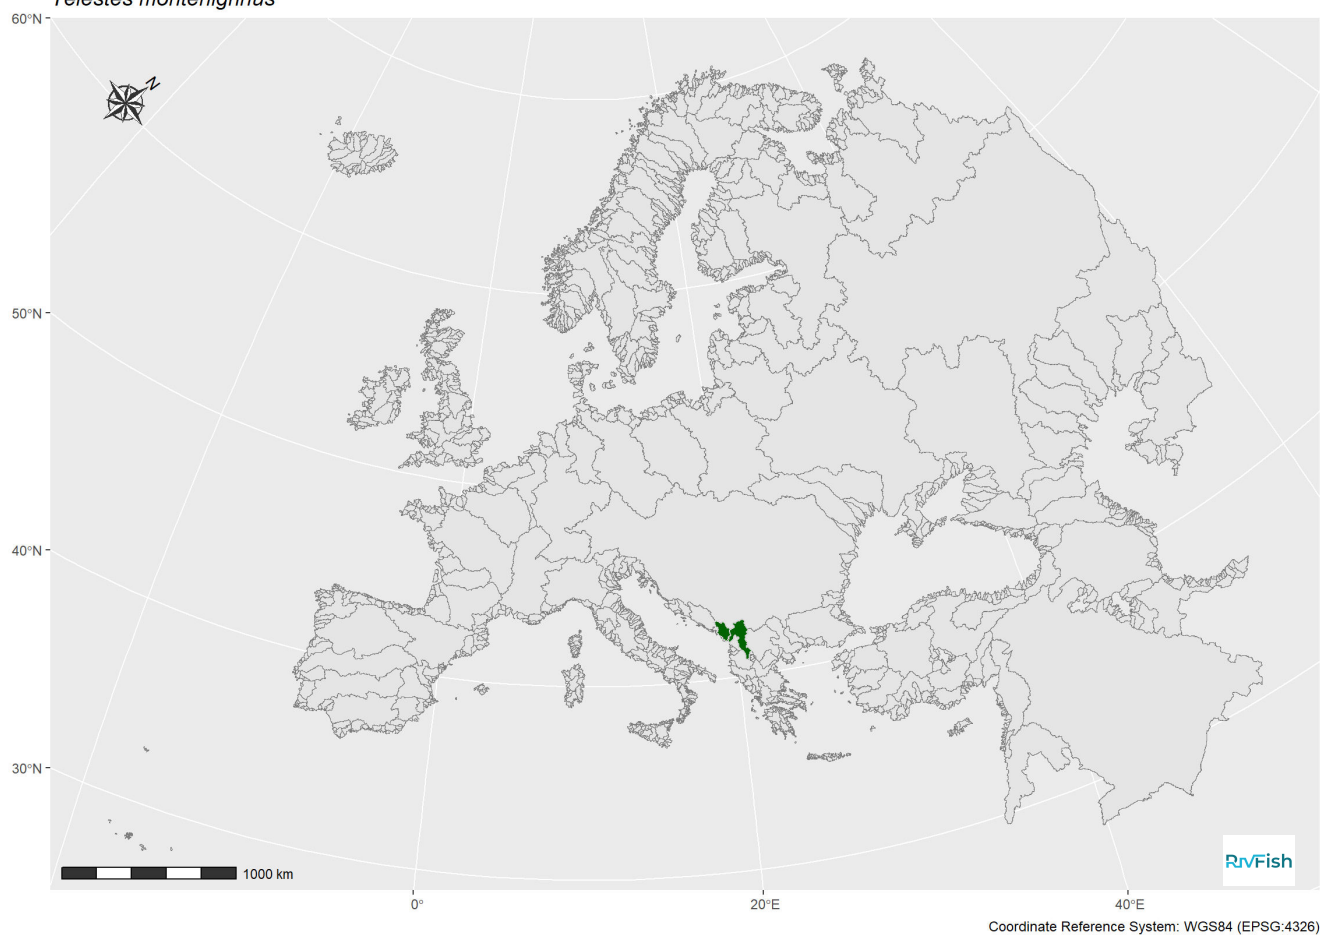 Telestes montenigrinus
60°N
N
50°N
40°N
30°N
1000 km
RivFish
0°
20°E
40°E
Coordinate Reference System: WGS84 (EPSG:4326)